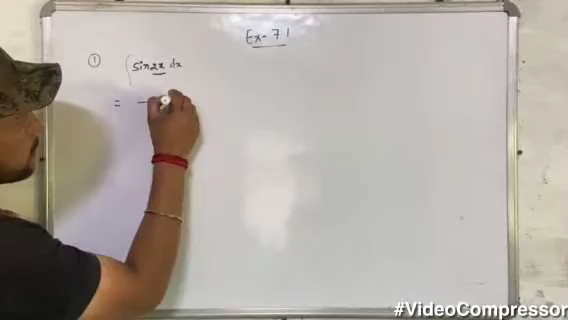 Ex-7.1
① ∫sin2x dx
= —
#VideoCompressor